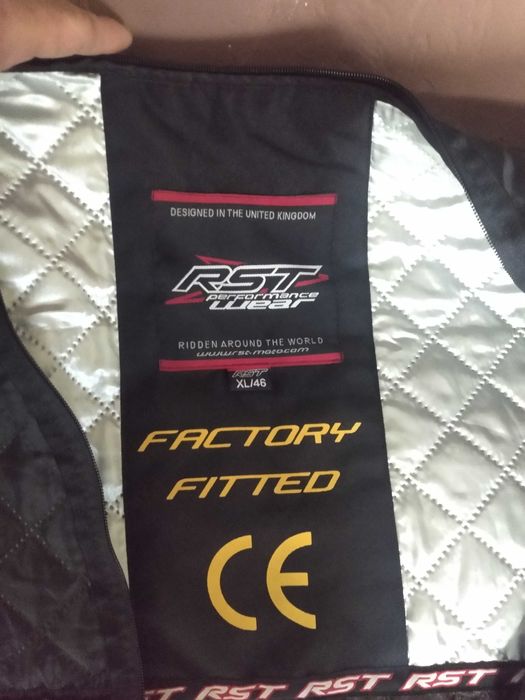 DESIGNED IN THE UNITED KINGDOM
RST
performance
wear
RIDDEN AROUND THE WORLD
www.rst-moto.com
RST
XL/46
FACTORY
FITTED
CE
RST RST RST RST RST